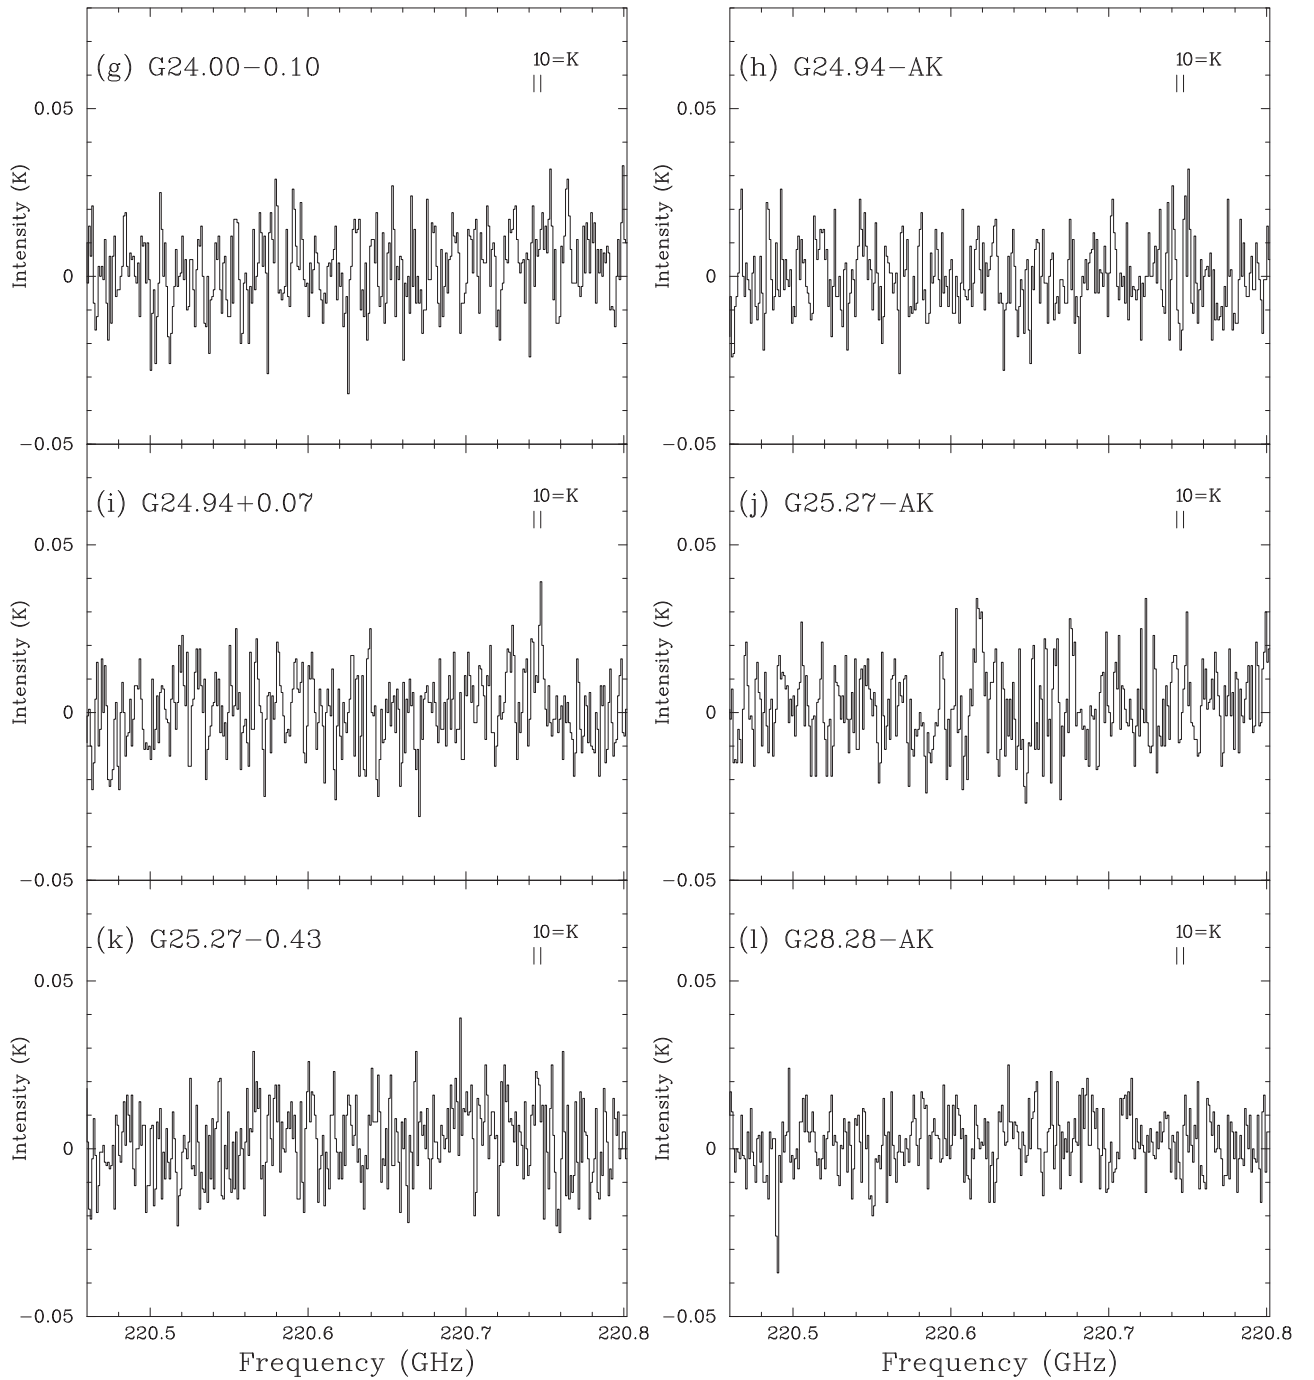 (g) G24.00−0.10
10=K
(h) G24.94−AK
10=K
0.05
0
−0.05
Intensity (K)
0.05
0
−0.05
Intensity (K)
(i) G24.94+0.07
10=K
(j) G25.27−AK
10=K
0.05
0
−0.05
Intensity (K)
0.05
0
−0.05
Intensity (K)
(k) G25.27−0.43
10=K
(l) G28.28−AK
10=K
0.05
0
−0.05
Intensity (K)
0.05
0
−0.05
Intensity (K)
220.5 220.6 220.7 220.8
220.5 220.6 220.7 220.8
Frequency (GHz)
Frequency (GHz)